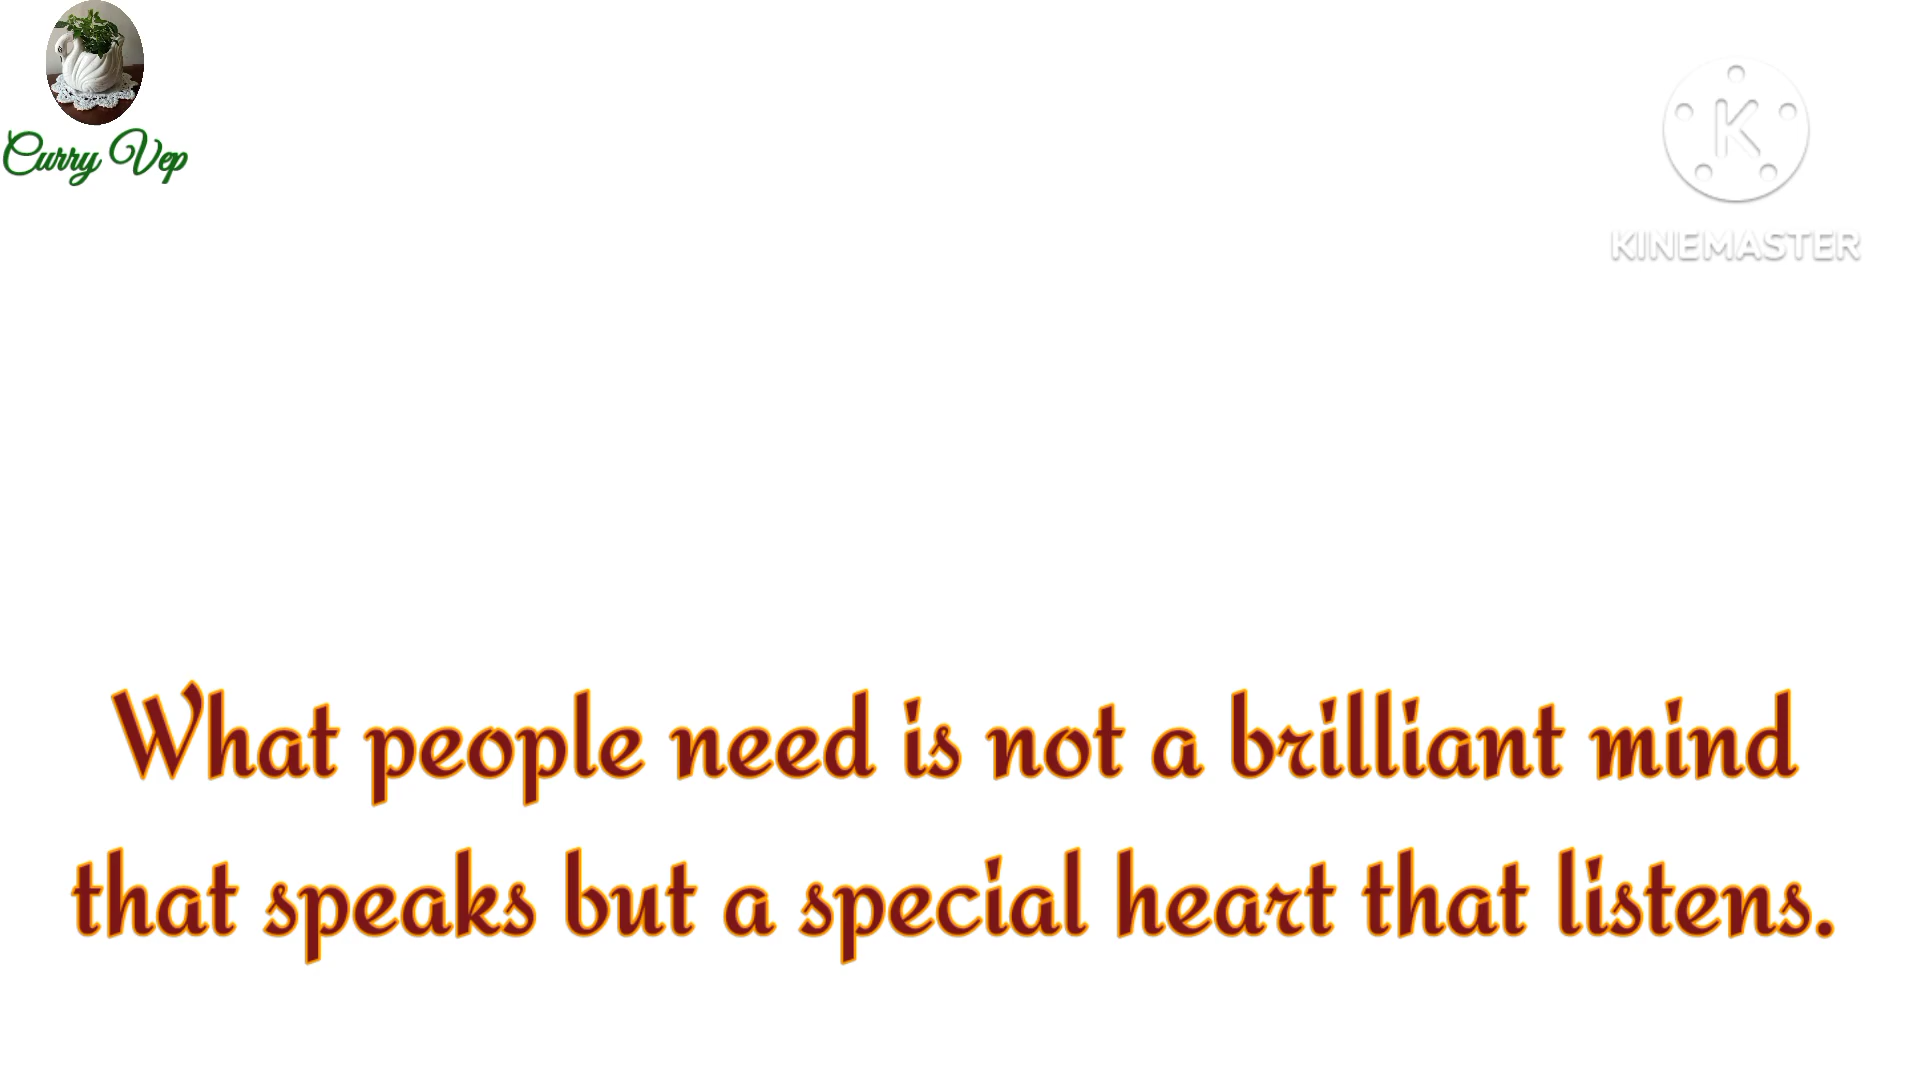 Curry Vep
K
KINEMASTER
What people need is not a brilliant mind
that speaks but a special heart that listens.